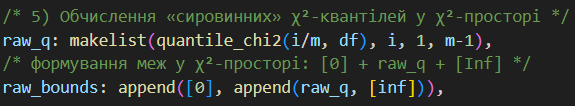 /* 5) Обчислення «сировинних» χ²-квантілей у χ²-просторі */
raw_q: makelist(quantile_chi2(i/m, df), i, 1, m-1),
/* формування меж у χ²-просторі: [0] + raw_q + [Inf] */
raw_bounds: append([0], append(raw_q, [inf])),